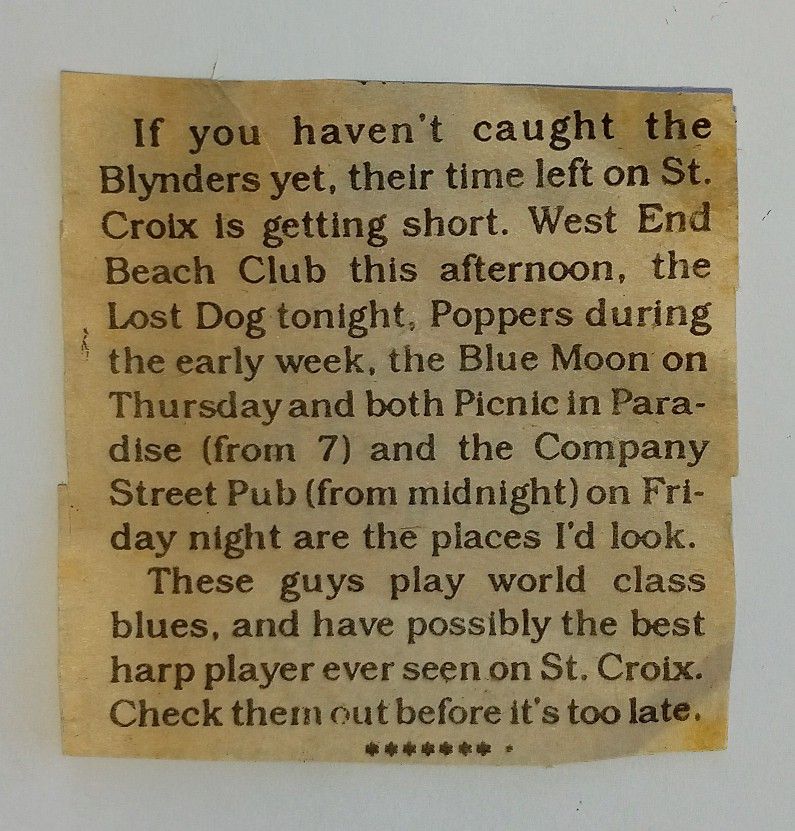 If you haven't caught the
Blynders yet, their time left on St.
Croix is getting short. West End
Beach Club this afternoon, the
Lost Dog tonight, Poppers during
the early week, the Blue Moon on
Thursday and both Picnic in Para-
dise (from 7) and the Company
Street Pub (from midnight) on Fri-
day night are the places I'd look.
These guys play world class
blues, and have possibly the best
harp player ever seen on St. Croix.
Check them out before it's too late.
*******